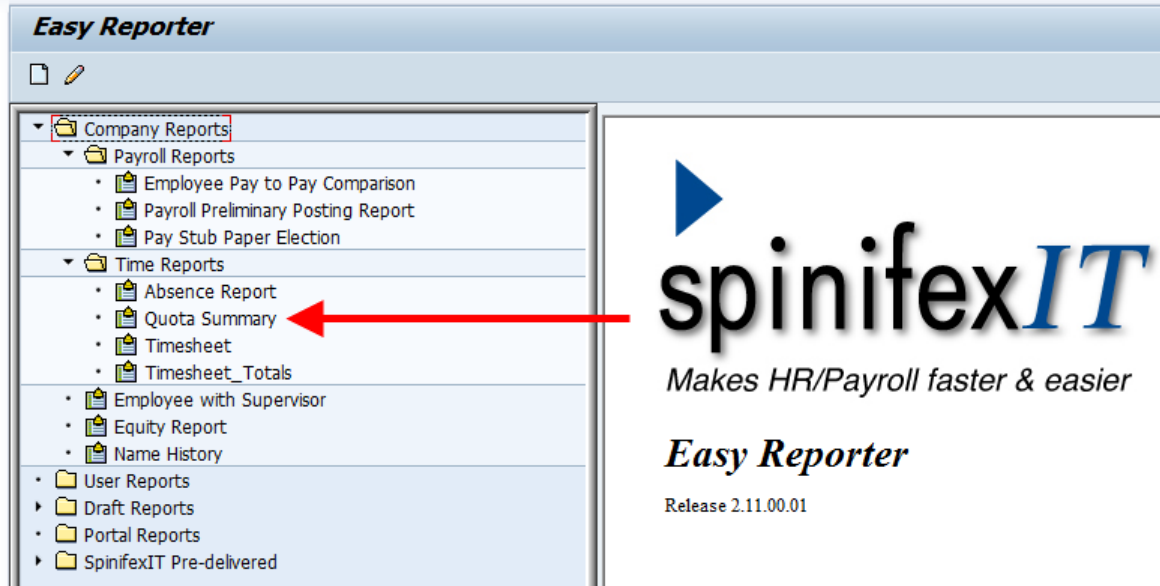 Easy Reporter
Company Reports
Payroll Reports
Employee Pay to Pay Comparison
Payroll Preliminary Posting Report
Pay Stub Paper Election
Time Reports
Absence Report
Quota Summary
Timesheet
Timesheet_Totals
Employee with Supervisor
Equity Report
Name History
User Reports
Draft Reports
Portal Reports
SpinifexIT Pre-delivered
spinifexIT
Makes HR/Payroll faster & easier
Easy Reporter
Release 2.11.00.01